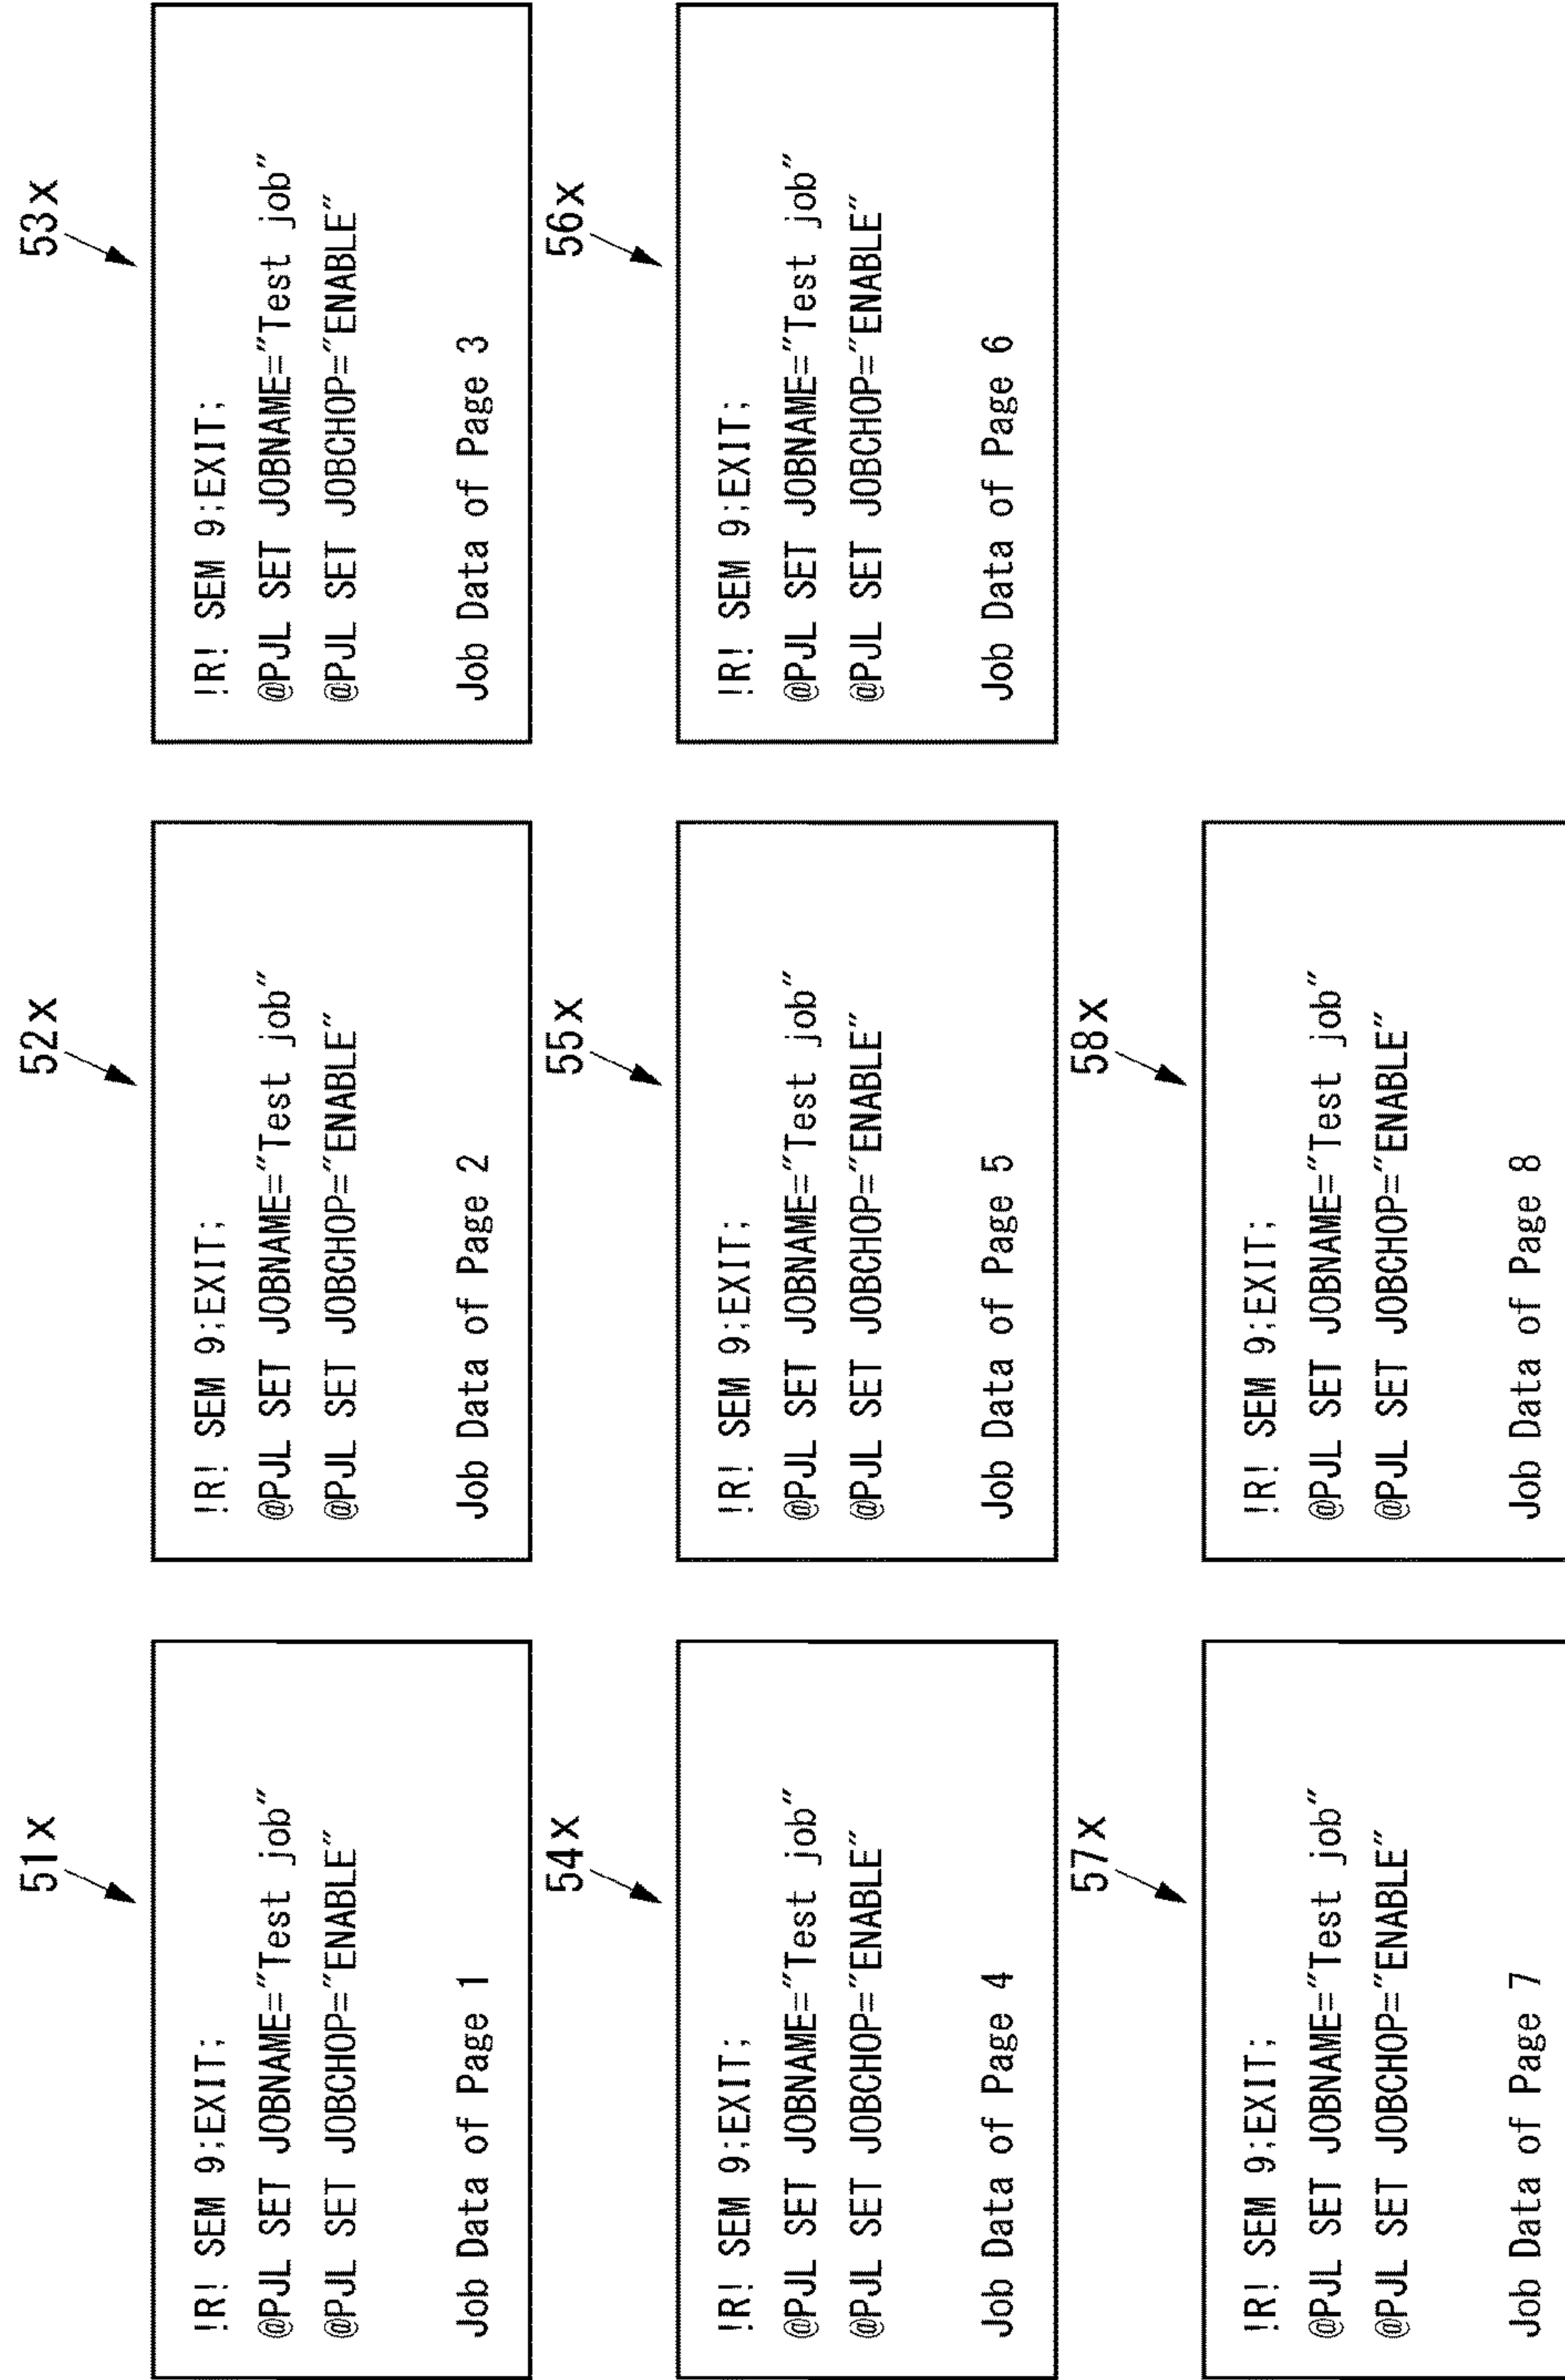 51x
!R! SEM 9;EXIT;
@PJL SET JOBNAME="Test job"
@PJL SET JOBCHOP="ENABLE"
Job Data of Page 1
52x
!R! SEM 9;EXIT;
@PJL SET JOBNAME="Test job"
@PJL SET JOBCHOP="ENABLE"
Job Data of Page 2
53x
!R! SEM 9;EXIT;
@PJL SET JOBNAME="Test job"
@PJL SET JOBCHOP="ENABLE"
Job Data of Page 3
54x
!R! SEM 9;EXIT;
@PJL SET JOBNAME="Test job"
@PJL SET JOBCHOP="ENABLE"
Job Data of Page 4
55x
!R! SEM 9;EXIT;
@PJL SET JOBNAME="Test job"
@PJL SET JOBCHOP="ENABLE"
Job Data of Page 5
56x
!R! SEM 9;EXIT;
@PJL SET JOBNAME="Test job"
@PJL SET JOBCHOP="ENABLE"
Job Data of Page 6
57x
!R! SEM 9;EXIT;
@PJL SET JOBNAME="Test job"
@PJL SET JOBCHOP="ENABLE"
Job Data of Page 7
58x
!R! SEM 9;EXIT;
@PJL SET JOBNAME="Test job"
@PJL SET JOBCHOP="ENABLE"
Job Data of Page 8